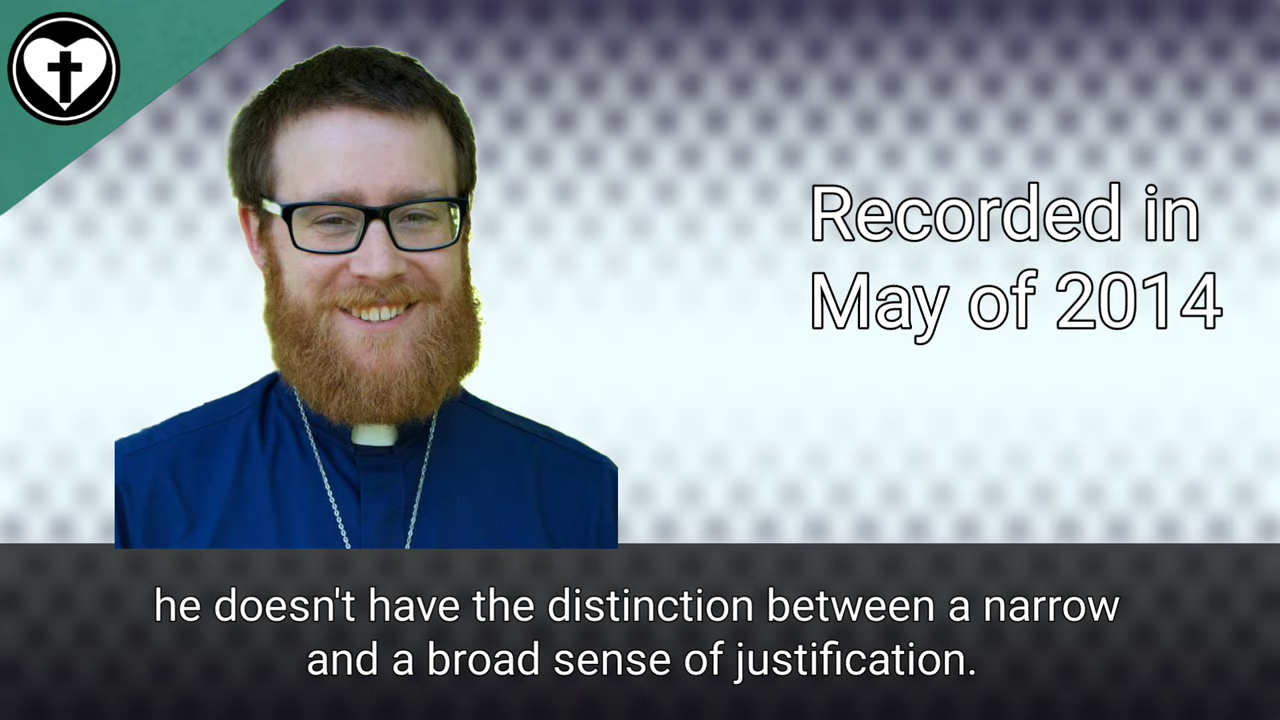 Recorded in
May of 2014
he doesn't have the distinction between a narrow
and a broad sense of justification.